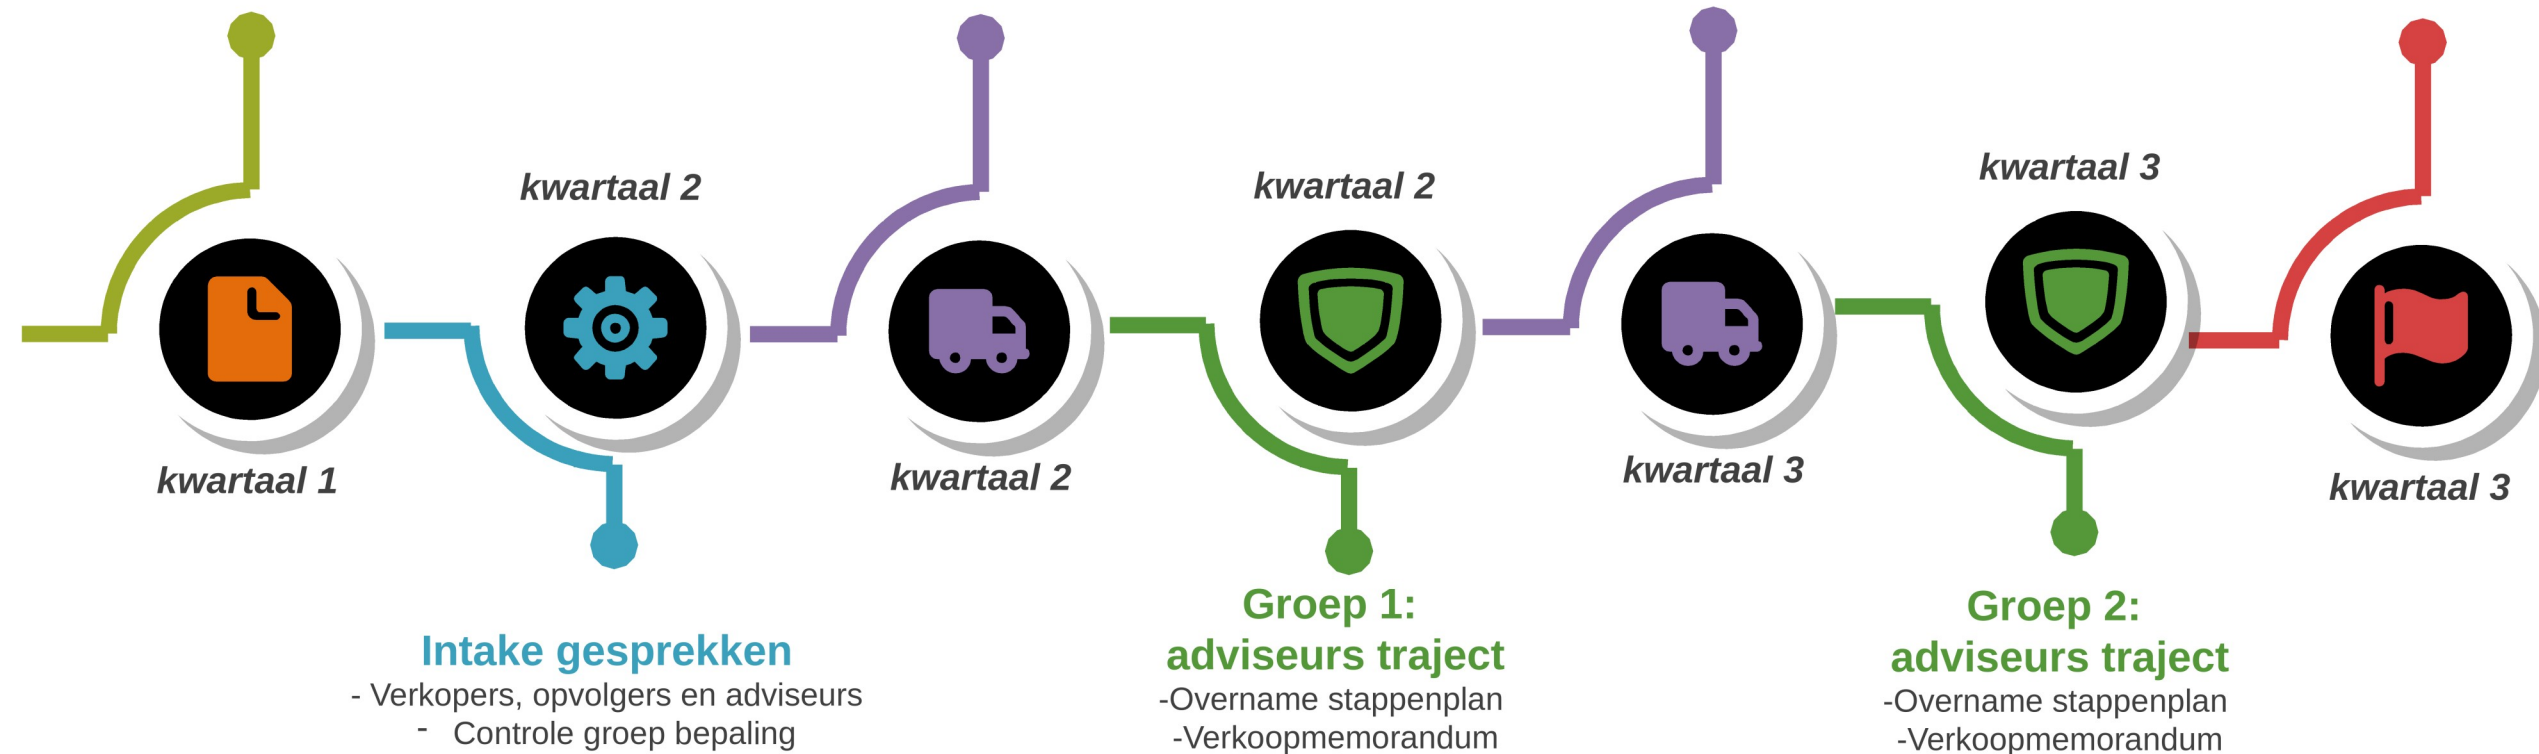 kwartaal 1
kwartaal 2
kwartaal 2
kwartaal 2
kwartaal 3
kwartaal 3
kwartaal 3
Intake gesprekken
- Verkopers, opvolgers en adviseurs
- Controle groep bepaling
Groep 1:
adviseurs traject
-Overname stappenplan
-Verkoopmemorandum
Groep 2:
adviseurs traject
-Overname stappenplan
-Verkoopmemorandum